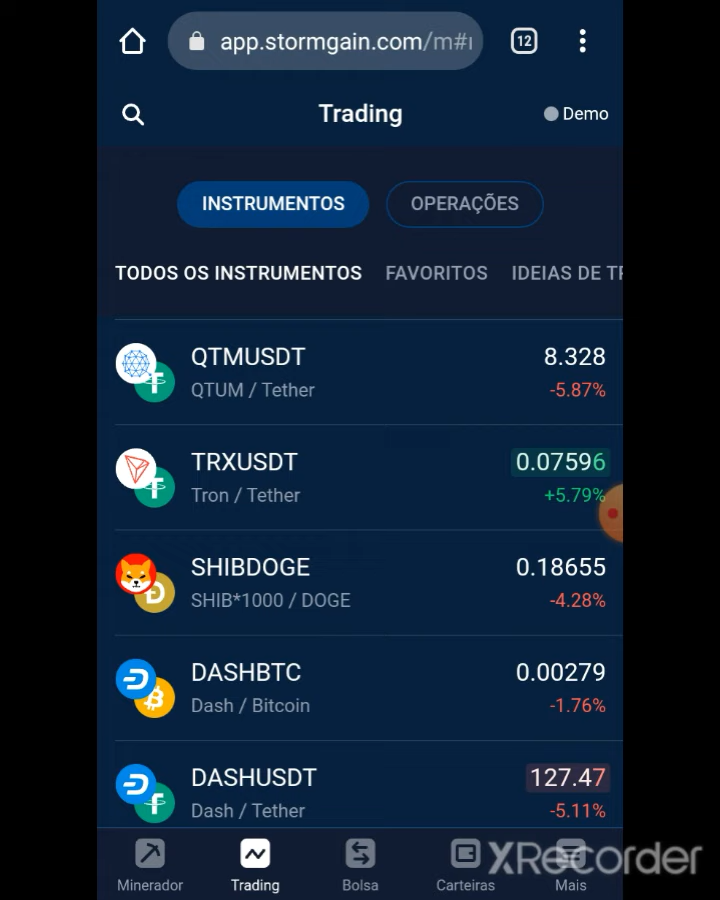 app.stormgain.com/m#
12
Trading
Demo
INSTRUMENTOS
OPERAÇÕES
TODOS OS INSTRUMENTOS
FAVORITOS
IDEIAS DE
QTMUSDT
8.328
QTUM / Tether
-5.87%
TRXUSDT
0.07596
Tron / Tether
+5.79%
SHIBDOGE
0.18655
SHIB*1000 / DOGE
-4.28%
DASHBTC
0.00279
Dash / Bitcoin
-1.76%
DASHUSDT
127.47
Dash / Tether
-5.11%
Minerador
Trading
Bolsa
Carteiras
Mais
XRecorder